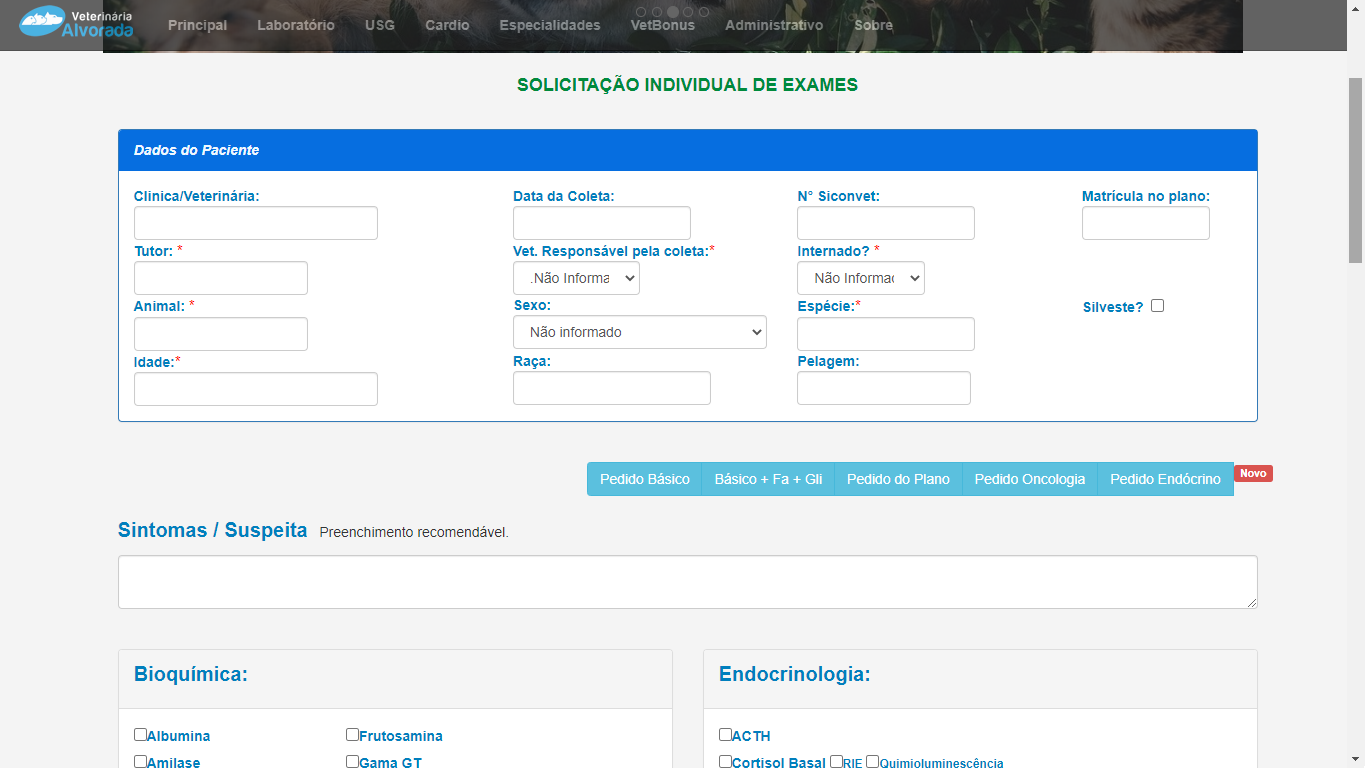 Veterinária
Alvorada
Principal Laboratório USG Cardio Especialidades VetBonus Administrativo Sobre
SOLICITAÇÃO INDIVIDUAL DE EXAMES
Dados do Paciente
Clinica/Veterinária: Data da Coleta: N° Siconvet: Matrícula no plano:
Tutor: * Vet. Responsável pela coleta:* Internado? *
.Não Informa Não Informad
Animal: * Sexo: Espécie:* Silveste?
Não informado
Idade:* Raça: Pelagem:
Pedido Básico Básico + Fa + Gli Pedido do Plano Pedido Oncologia Pedido Endócrino Novo
Sintomas / Suspeita Preenchimento recomendável.
Bioquímica: Endocrinologia:
Albumina Frutosamina ACTH
Amilase Gama GT Cortisol Basal RIE Quimioluminescência